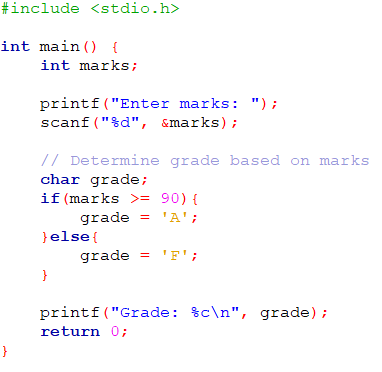 #include <stdio.h>

int main() {
    int marks;

    printf("Enter marks: ");
    scanf("%d", &marks);

    // Determine grade based on marks
    char grade;
    if(marks >= 90){
        grade = 'A';
    }else{
        grade = 'F';
    }

    printf("Grade: %c\n", grade);
    return 0;
}